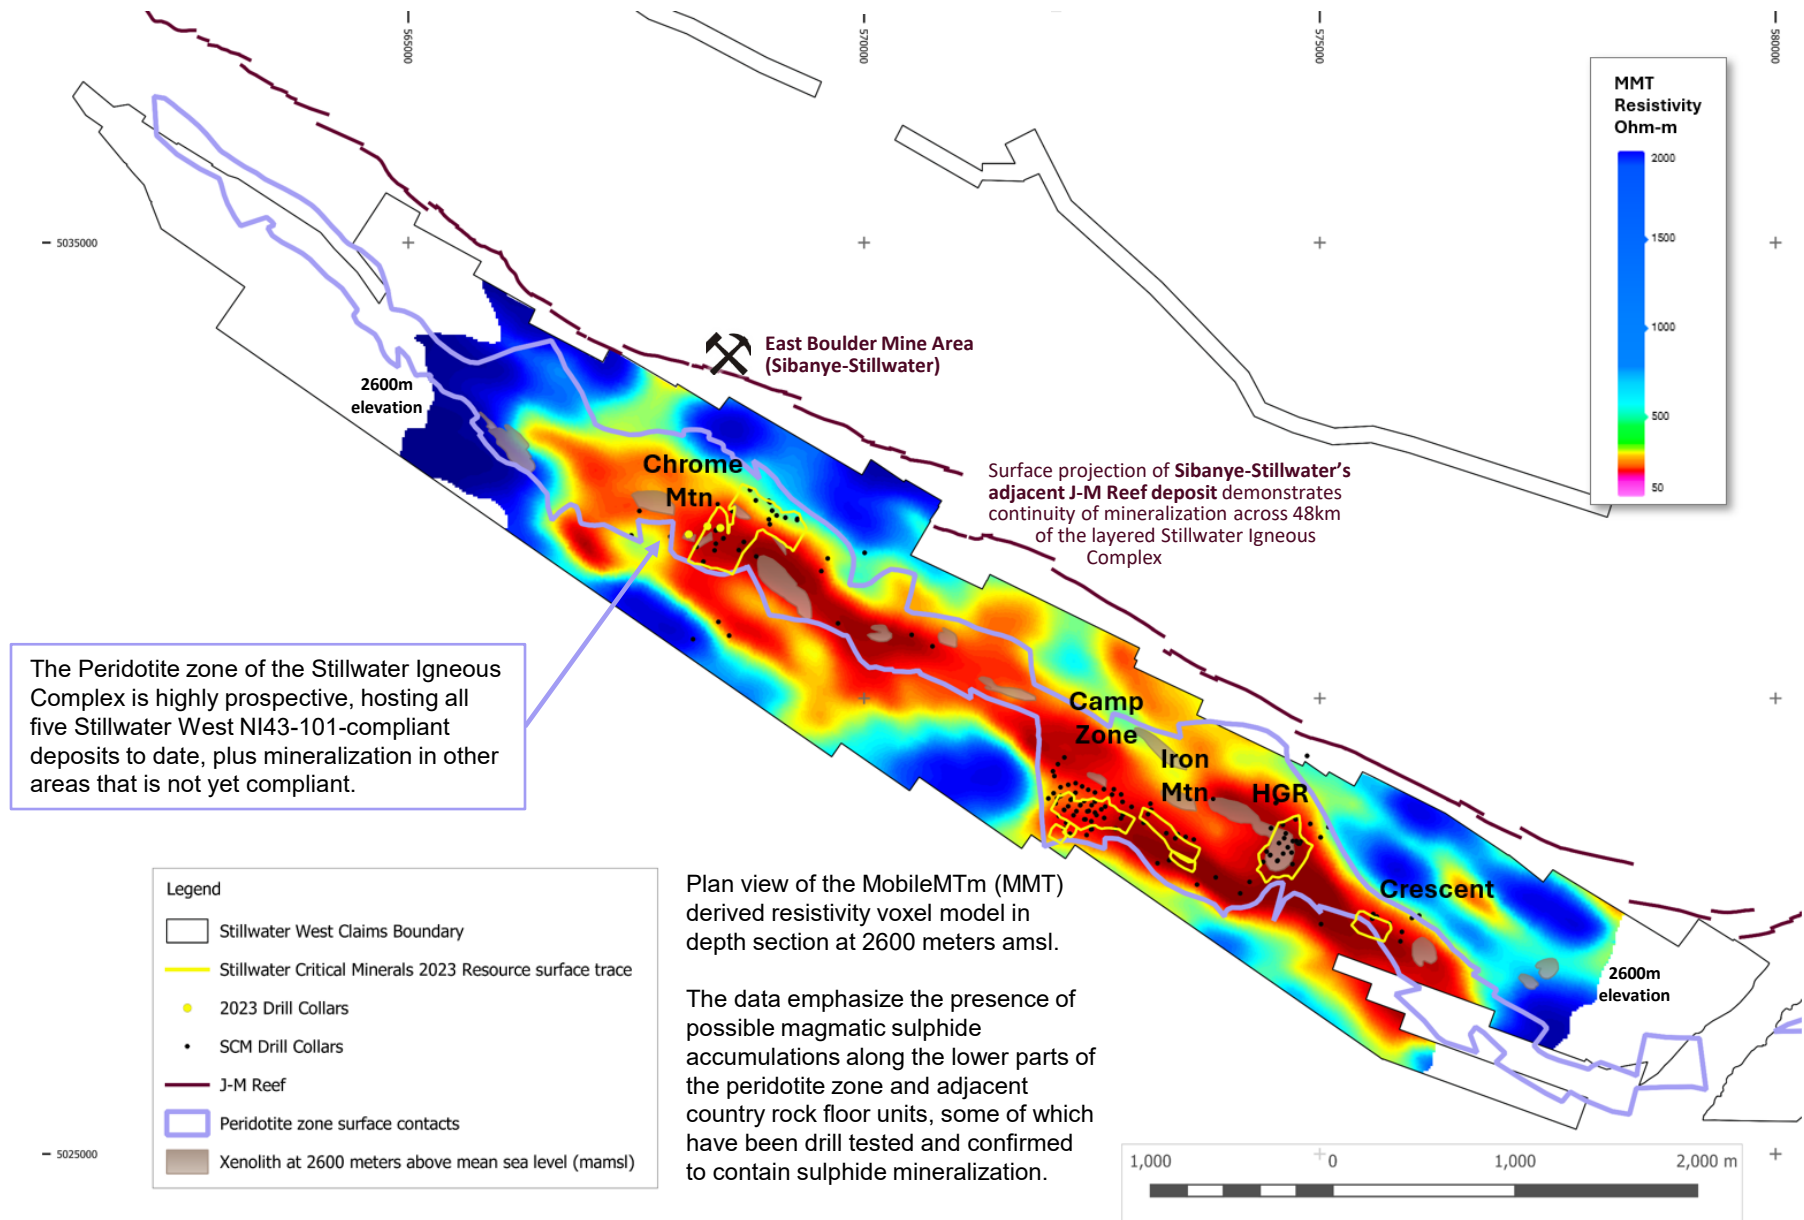 565000
570000
575000
580000
5035000
5025000
MMT
Resistivity
Ohm-m
2000
1500
1000
500
50
East Boulder Mine Area
(Sibanye-Stillwater)
2600m
elevation
Chrome
Mtn.
Surface projection of Sibanye-Stillwater's
adjacent J-M Reef deposit demonstrates
continuity of mineralization across 48km
of the layered Stillwater Igneous
Complex
The Peridotite zone of the Stillwater Igneous
Complex is highly prospective, hosting all
five Stillwater West NI43-101-compliant
deposits to date, plus mineralization in other
areas that is not yet compliant.
Camp
Zone
Iron
Mtn.
HGR
Crescent
2600m
elevation
Legend
Stillwater West Claims Boundary
Stillwater Critical Minerals 2023 Resource surface trace
2023 Drill Collars
SCM Drill Collars
J-M Reef
Peridotite zone surface contacts
Xenolith at 2600 meters above mean sea level (mamsl)
Plan view of the MobileMTm (MMT)
derived resistivity voxel model in
depth section at 2600 meters amsl.
The data emphasize the presence of
possible magmatic sulphide
accumulations along the lower parts of
the peridotite zone and adjacent
country rock floor units, some of which
have been drill tested and confirmed
to contain sulphide mineralization.
1,000 0 1,000 2,000 m